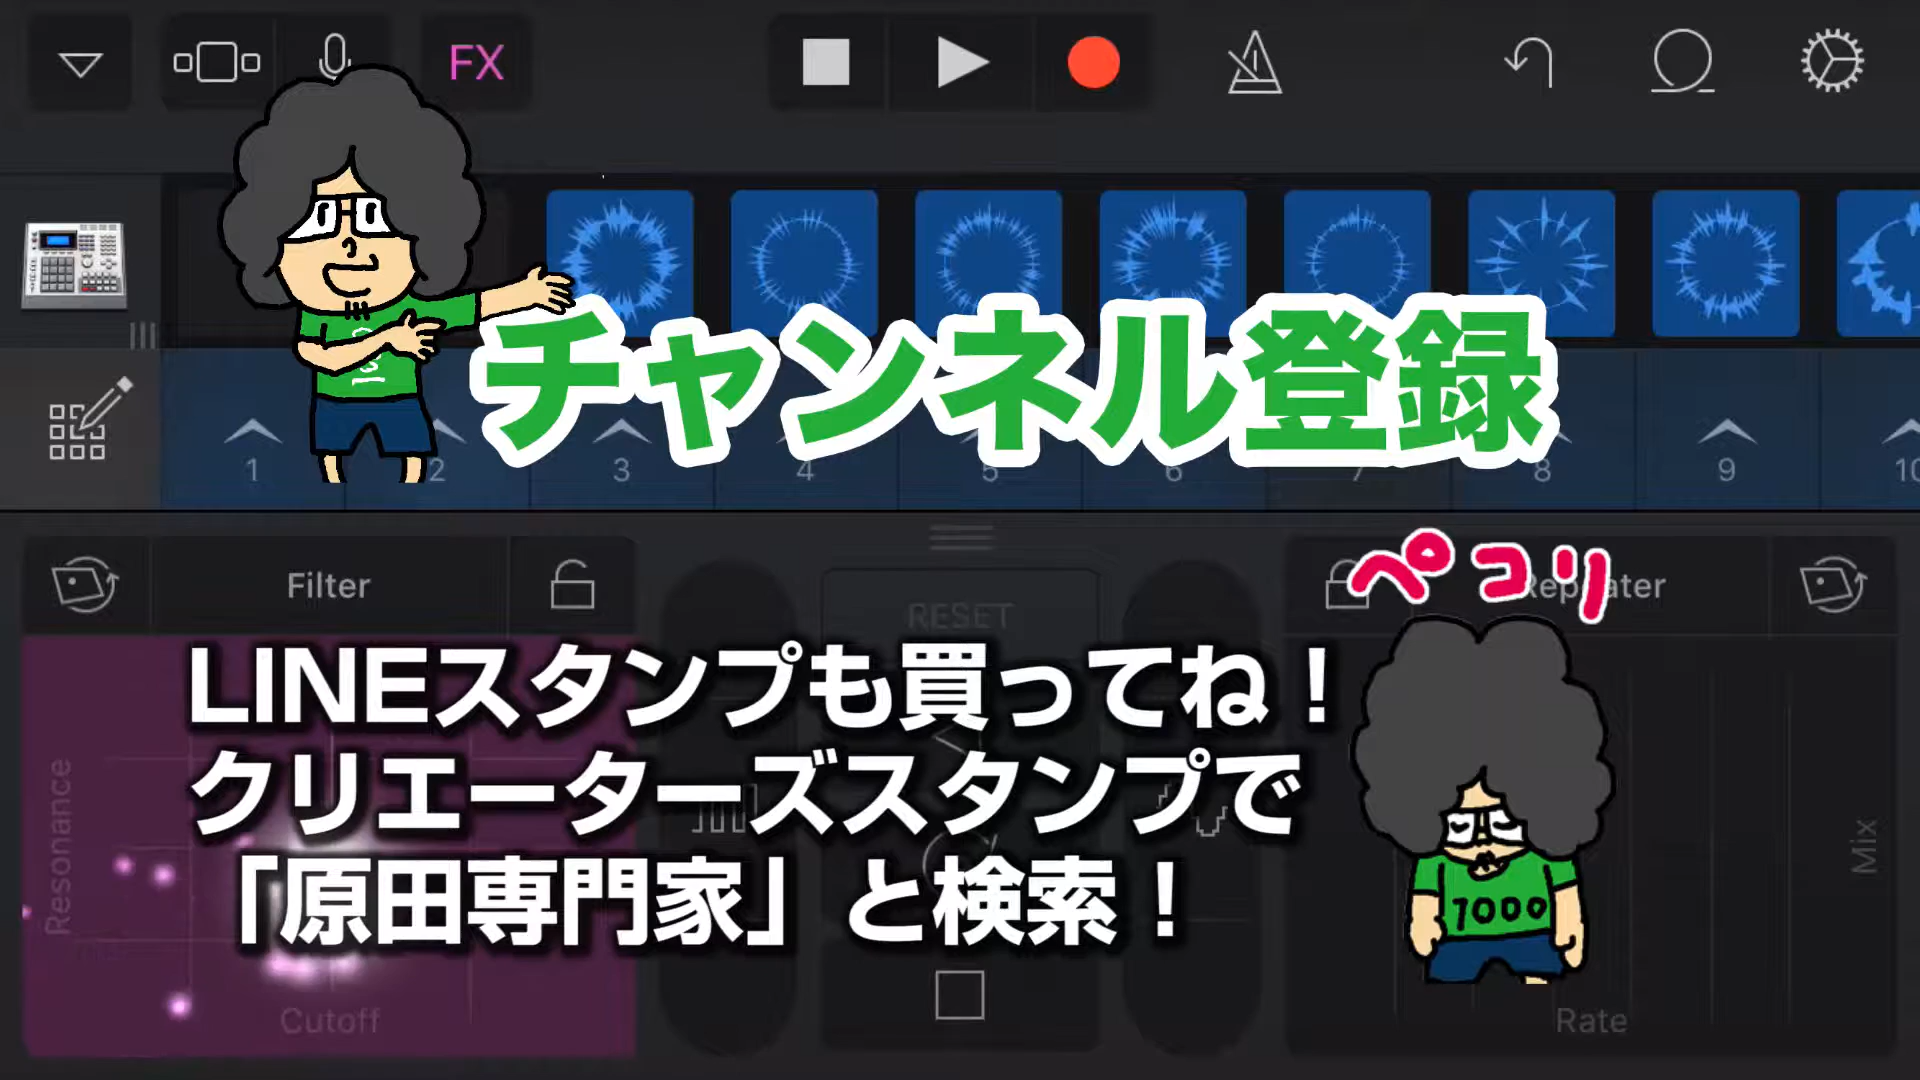 FX
チャンネル登録
1 2 3 4 5 6 7 8 9 10
Filter
RESET
ペコリ
Repeater
LINEスタンプも買ってね！
クリエーターズスタンプで
「原田専門家」と検索！
Resonance
Cutoff
1000
Mix
Rate